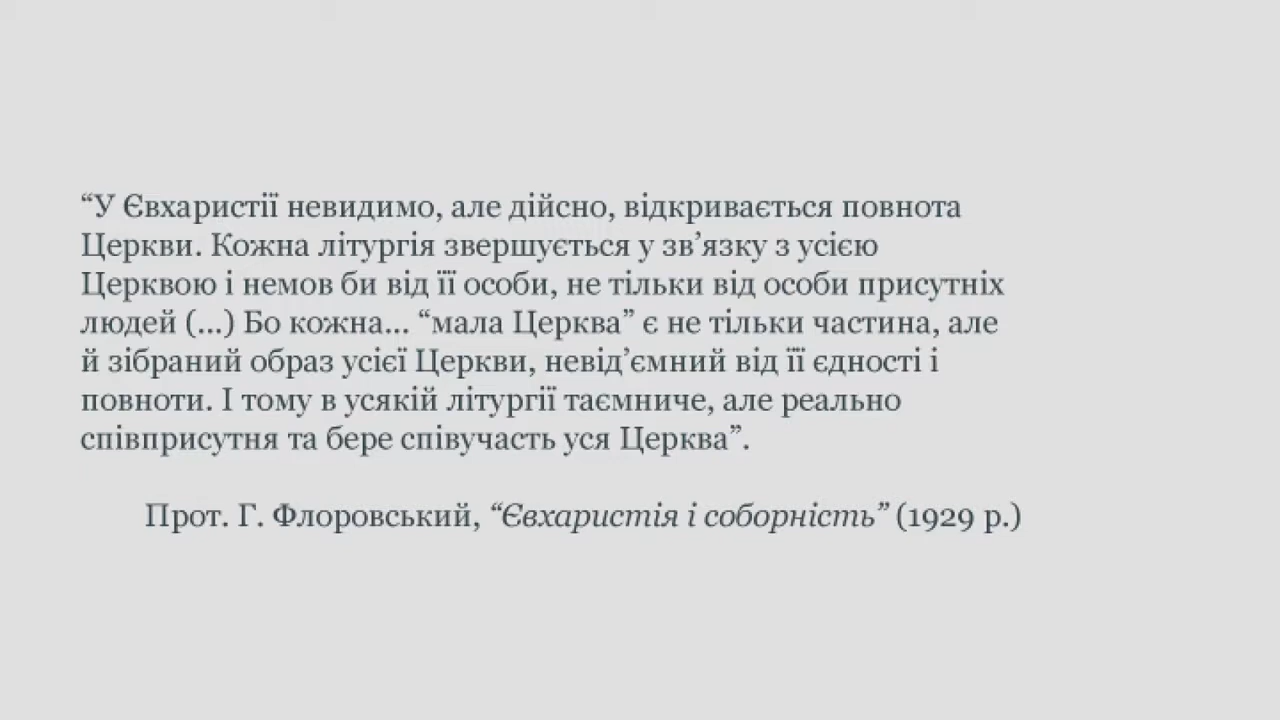 “У Євхаристії невидимо, але дійсно, відкривається повнота
Церкви. Кожна літургія звершується у зв’язку з усією
Церквою і немов би від її особи, не тільки від особи присутніх
людей (...) Бо кожна... “мала Церква” є не тільки частина, але
й зібраний образ усієї Церкви, невід’ємний від її єдності і
повноти. І тому в усякій літургії таємниче, але реально
співприсутня та бере співучасть уся Церква”.
Прот. Г. Флоровський, “Євхаристія і соборність” (1929 р.)